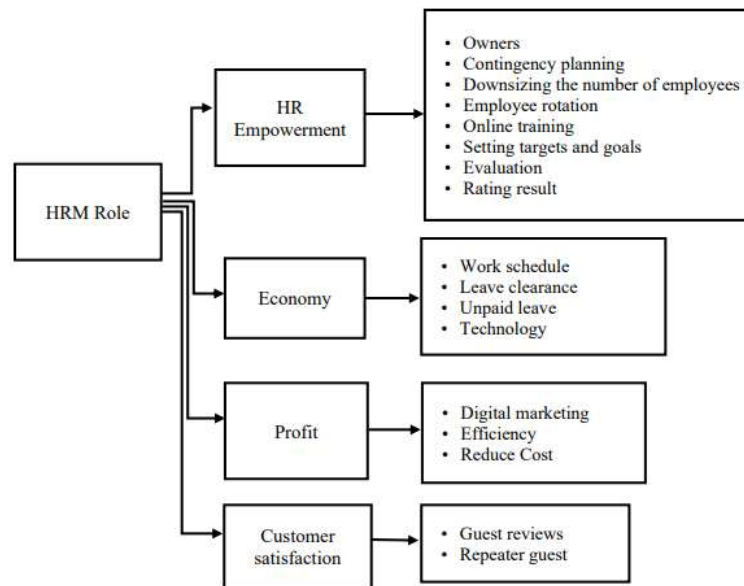 HRM Role
HR
Empowerment
• Owners
• Contingency planning
• Downsizing the number of employees
• Employee rotation
• Online training
• Setting targets and goals
• Evaluation
• Rating result
Economy
• Work schedule
• Leave clearance
• Unpaid leave
• Technology
Profit
• Digital marketing
• Efficiency
• Reduce Cost
Customer
satisfaction
• Guest reviews
• Repeater guest